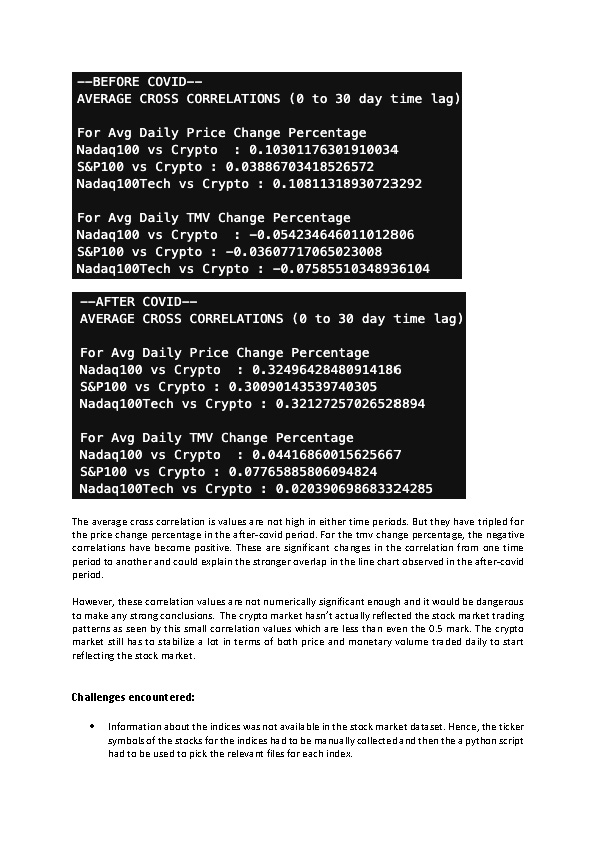 ——BEFORE COVID——
AVERAGE CROSS CORRELATIONS (0 to 30 day time lag)
For Avg Daily Price Change Percentage
Nadaq100 vs Crypto  : 0.10301176301910034
S&P100 vs Crypto : 0.03886703418526572
Nadaq100Tech vs Crypto : 0.10811318930723292
For Avg Daily TMV Change Percentage
Nadaq100 vs Crypto  : -0.054234646011012806
S&P100 vs Crypto : -0.03607717065023008
Nadaq100Tech vs Crypto : -0.07585510348936104
——AFTER COVID——
AVERAGE CROSS CORRELATIONS (0 to 30 day time lag)
For Avg Daily Price Change Percentage
Nadaq100 vs Crypto  : 0.32496428480914186
S&P100 vs Crypto : 0.30090143539740305
Nadaq100Tech vs Crypto : 0.32127257026528894
For Avg Daily TMV Change Percentage
Nadaq100 vs Crypto  : 0.04416860015625667
S&P100 vs Crypto : 0.07765885806094824
Nadaq100Tech vs Crypto : 0.020390698683324285
The average cross correlation is values are not high in either time periods. But they have tripled for
the price change percentage in the after-covid period. For the tmv change percentage, the negative
correlations have become positive. These are significant changes in the correlation from one time
period to another and could explain the stronger overlap in the line chart observed in the after-covid
period.
However, these correlation values are not numerically significant enough and it would be dangerous
to make any strong conclusions. The crypto market hasn't actually reflected the stock market trading
patterns as seen by this small correlation values which are less than even the 0.5 mark. The crypto
market still has to stabilize a lot in terms of both price and monetary volume traded daily to start
reflecting the stock market.
Challenges encountered:
• Information about the indices was not available in the stock market dataset. Hence, the ticker
symbols of the stocks for the indices had to be manually collected and then the a python script
had to be used to pick the relevant files for each index.